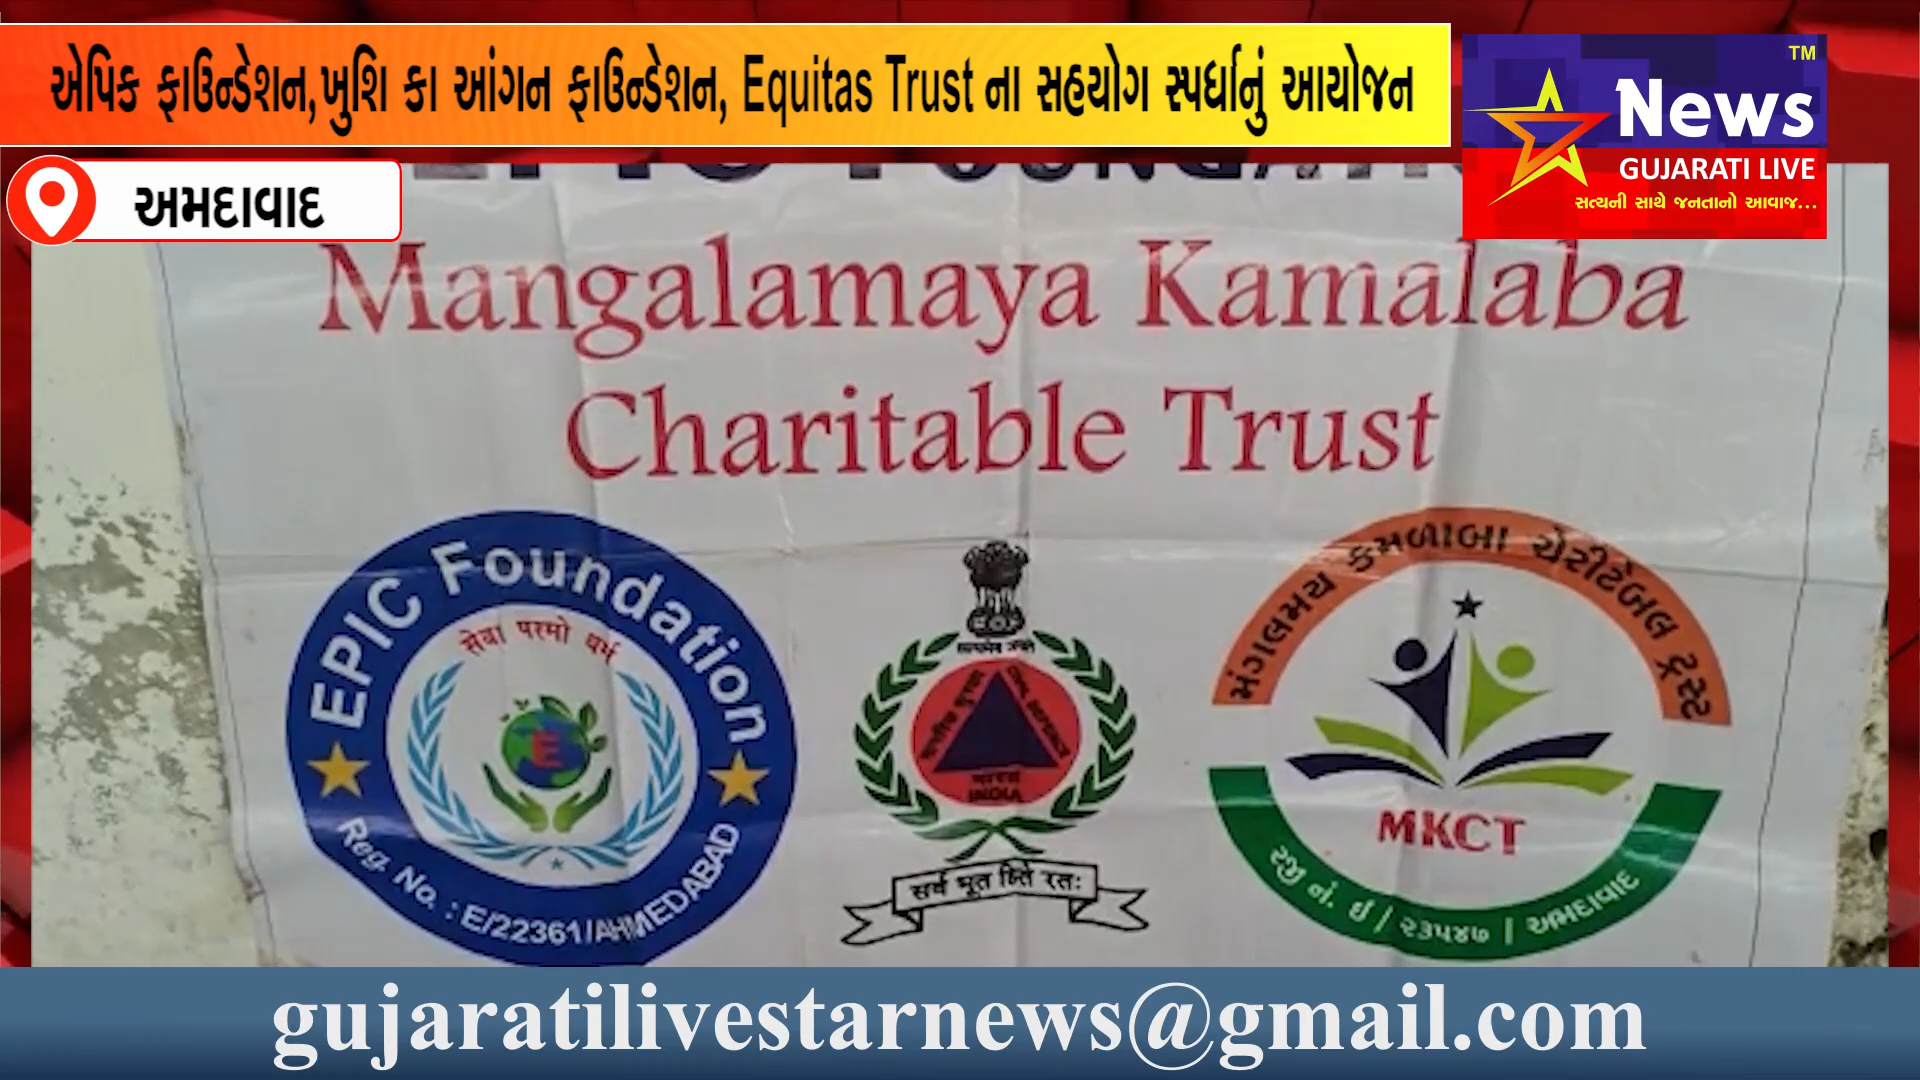 એપિક ફાઉન્ડેશન,ખુશિ કા આંગન ફાઉન્ડેશન, Equitas Trust ના સહયોગ સ્પર્ધાનું આયોજન
TM
News
GUJARATI LIVE
સત્યની સાથે જનતાનો આવાજ...
અમદાવાદ
Mangalamaya Kamalaba
Charitable Trust
EPIC Foundation
सेवा परमो धर्म
E
Reg. No. : E/22361/AHMEDABAD
भारत
INDIA
सर्व भूत हिते रतः
મંગલમય કમળાબા ચેરીટેબલ ટ્રસ્ટ
MKCT
રજી નં. ઈ / ૨૩૫૪૭ / અમદાવાદ
gujaratilivestarnews@gmail.com